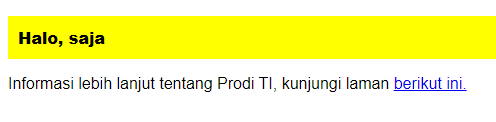 Halo, saja
Informasi lebih lanjut tentang Prodi TI, kunjungi laman berikut ini.